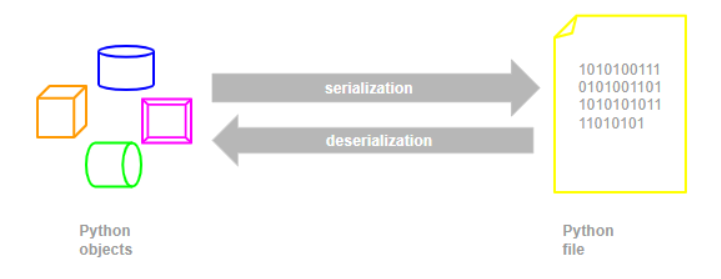 serialization
deserialization
1010100111
0101001101
1010101011
11010101
Python
objects
Python
file